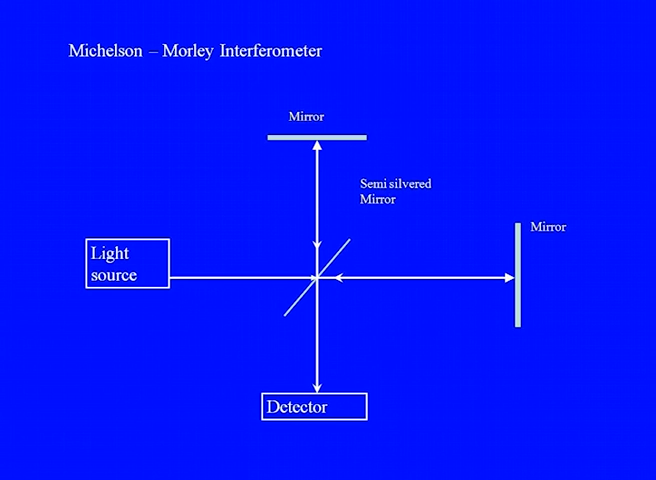 Michelson – Morley Interferometer
Mirror
Semi silvered
Mirror
Mirror
Light
source
Detector